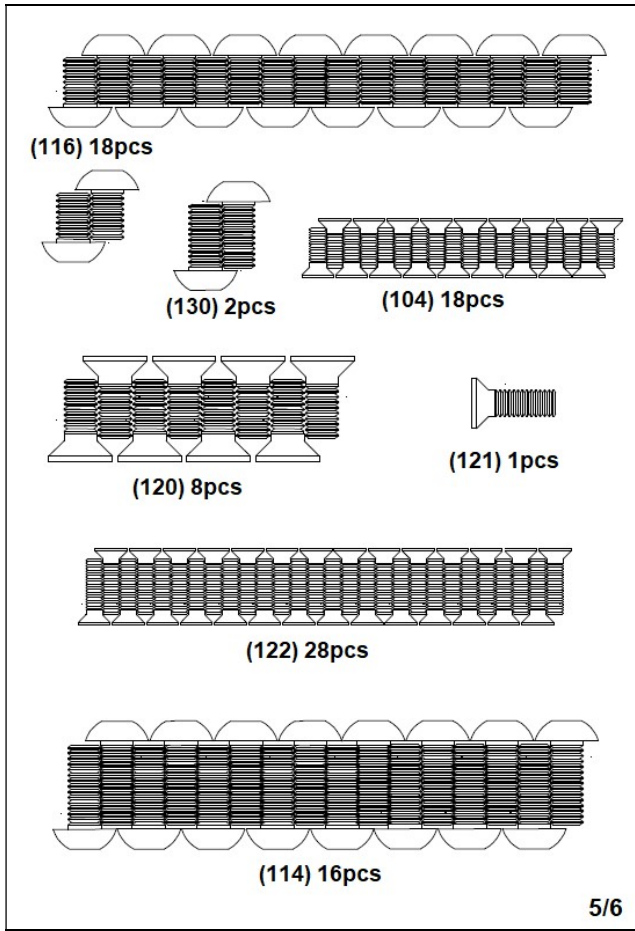 (116) 18pcs
(130) 2pcs
(104) 18pcs
(120) 8pcs
(121) 1pcs
(122) 28pcs
(114) 16pcs
5/6